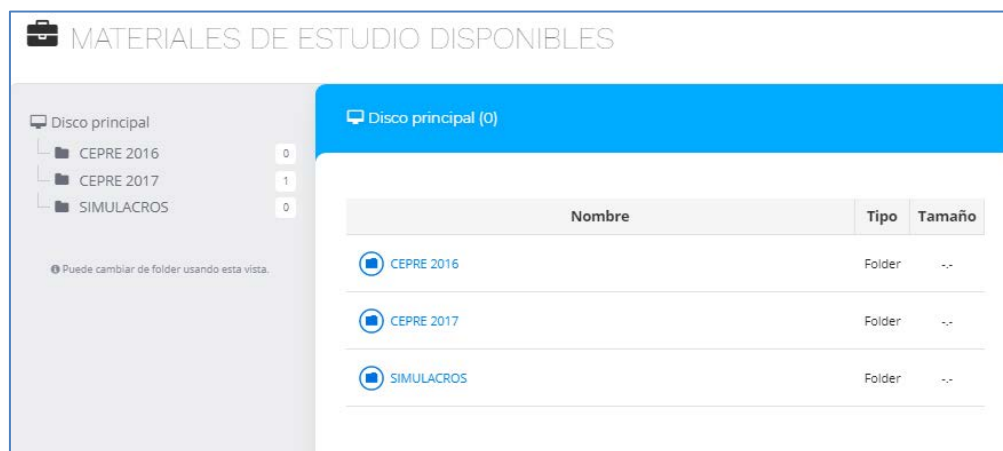 MATERIALES DE ESTUDIO DISPONIBLES
Disco principal
CEPRE 2016 0
CEPRE 2017 1
SIMULACROS 0
Puede cambiar de folder usando esta vista.
Disco principal (0)
Nombre Tipo Tamaño
CEPRE 2016 Folder -.-
CEPRE 2017 Folder -.-
SIMULACROS Folder -.-